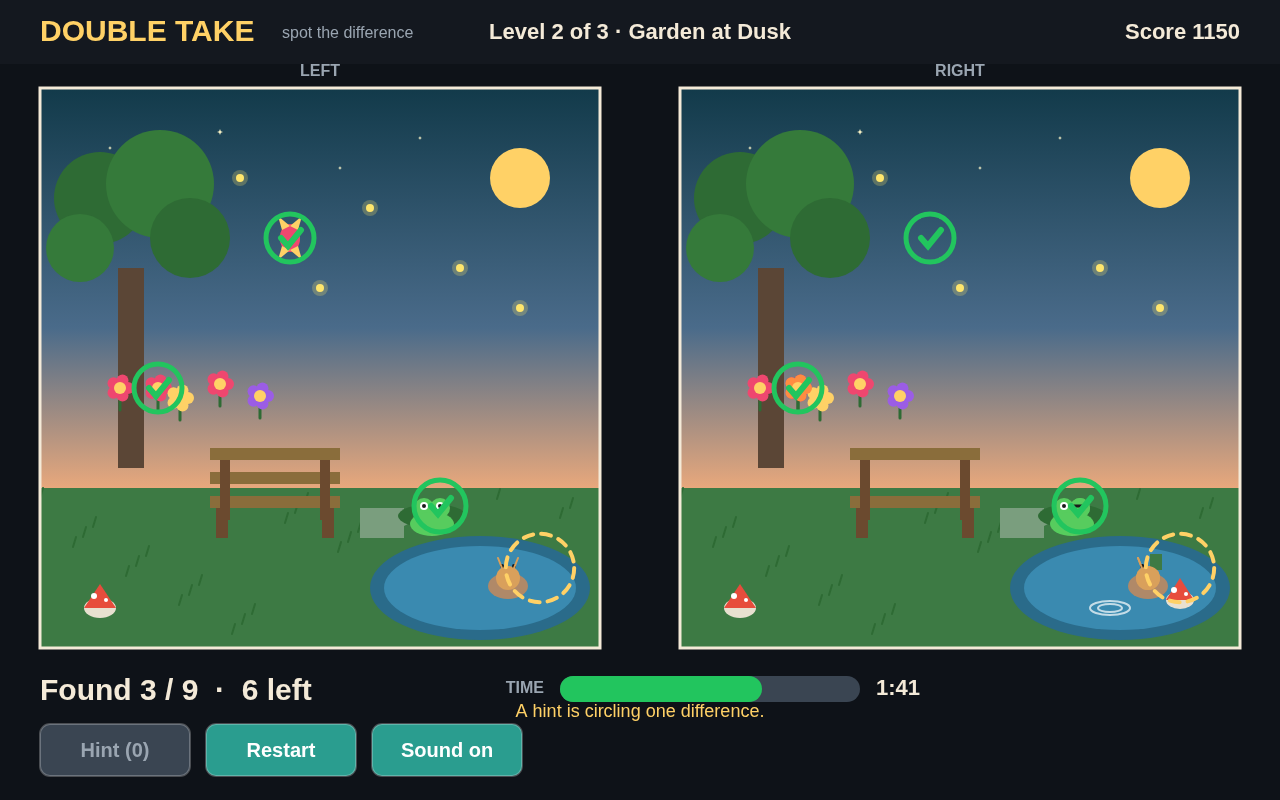 DOUBLE TAKE
spot the difference
Level 2 of 3 · Garden at Dusk
Score 1150
LEFT
RIGHT
Found 3 / 9 · 6 left
TIME
1:41
A hint is circling one difference.
Hint (0)
Restart
Sound on